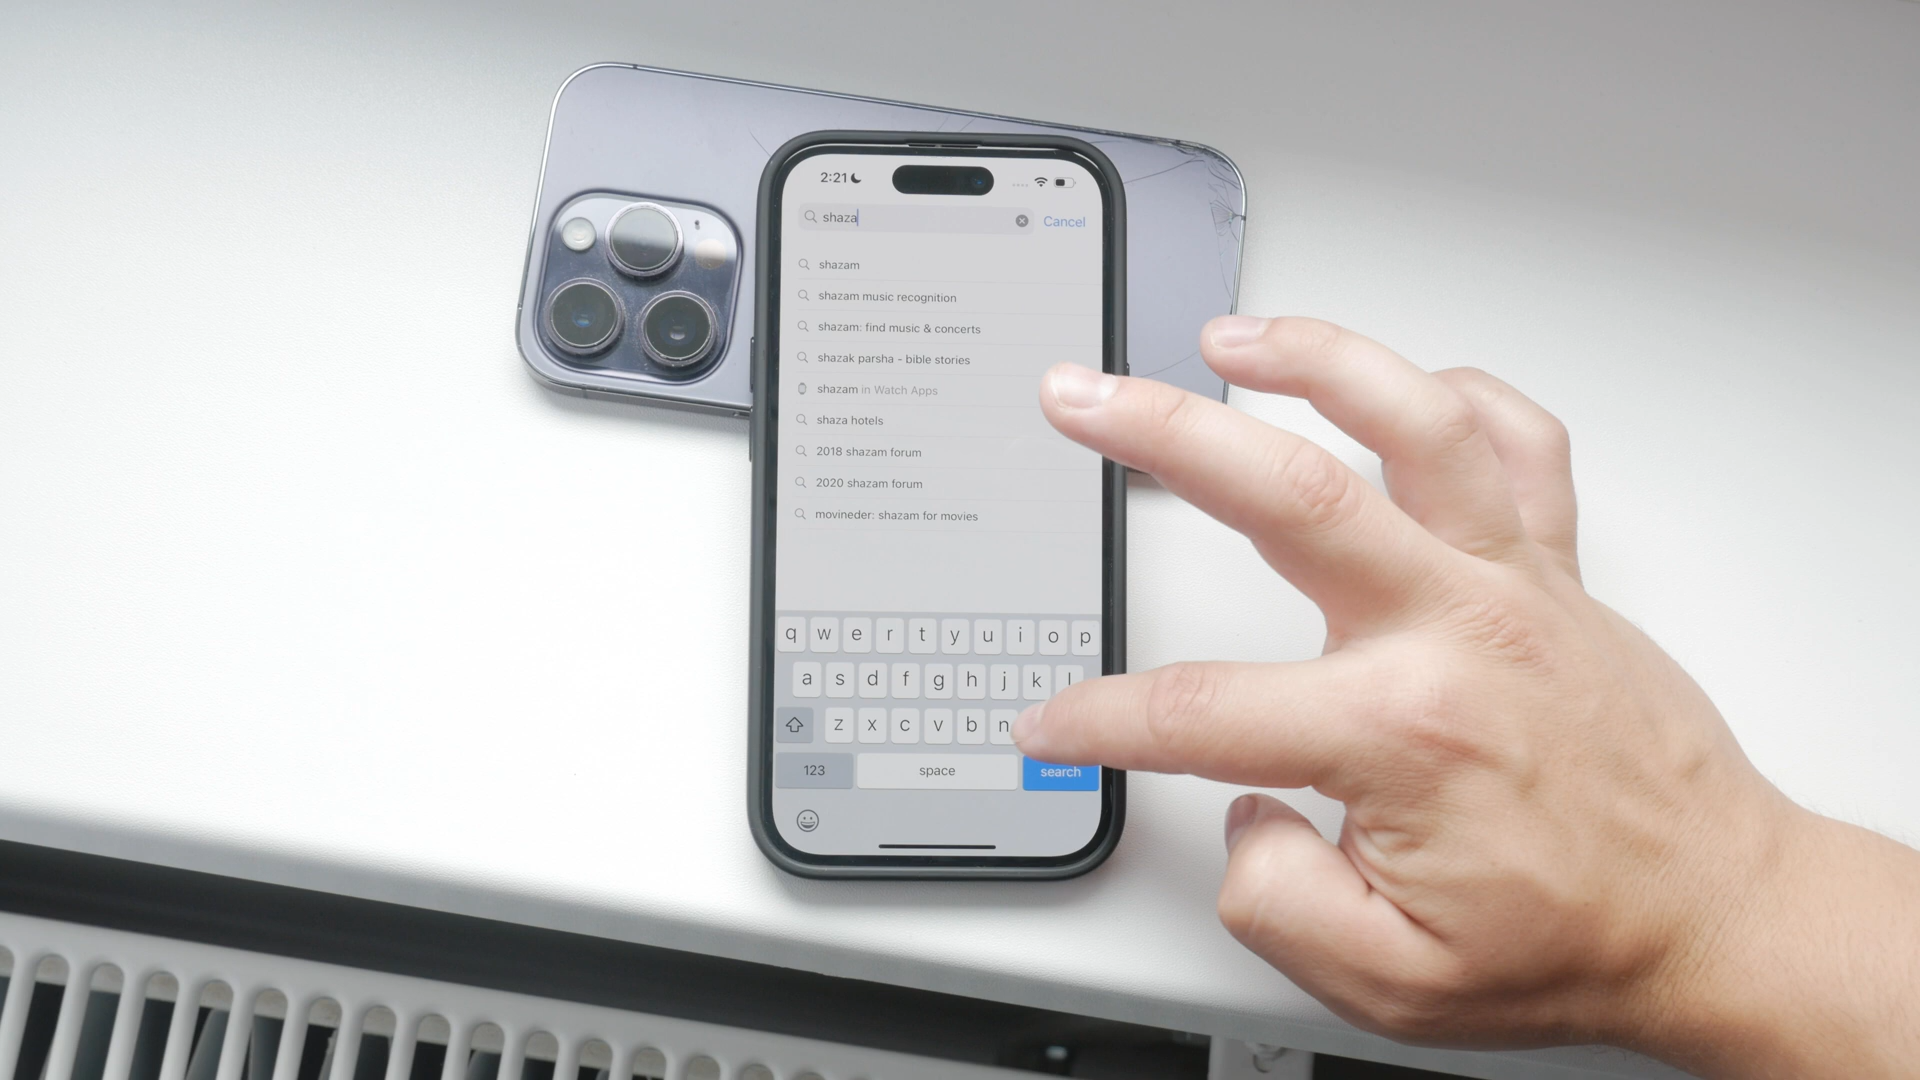 2:21
shaza
Cancel
shazam
shazam music recognition
shazam: find music & concerts
shazak parsha - bible stories
shazam in Watch Apps
shaza hotels
2018 shazam forum
2020 shazam forum
movineder: shazam for movies
q w e r t y u i o p
a s d f g h j k l
z x c v b n
123 space search